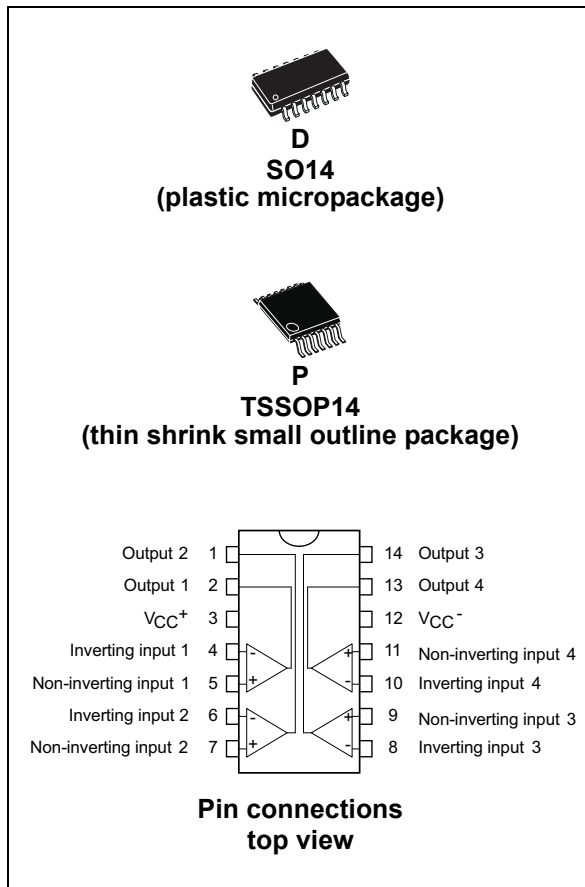 D
SO14
(plastic micropackage)
P
TSSOP14
(thin shrink small outline package)
Output 2 1 14 Output 3
Output 1 2 13 Output 4
VCC+ 3 12 VCC-
Inverting input 1 4 - + 11 Non-inverting input 4
Non-inverting input 1 5 + - 10 Inverting input 4
Inverting input 2 6 - + 9 Non-inverting input 3
Non-inverting input 2 7 + - 8 Inverting input 3
Pin connections
top view